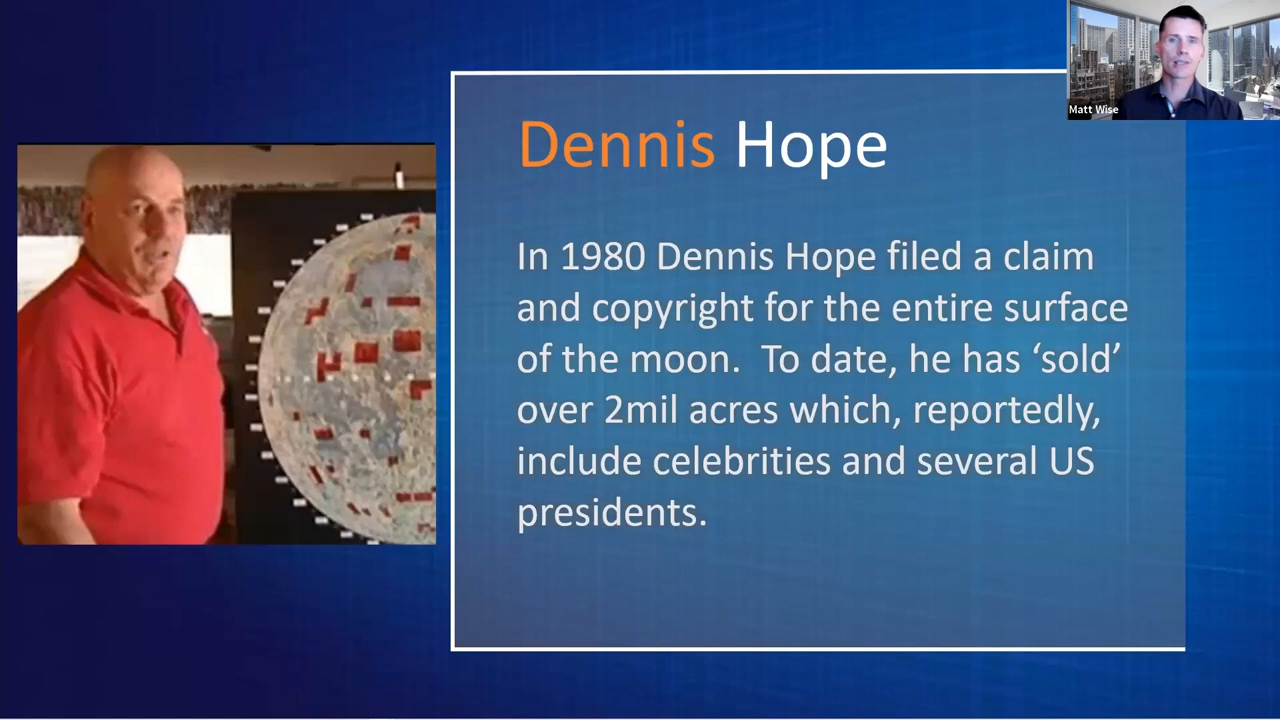 Matt Wise
Dennis Hope
In 1980 Dennis Hope filed a claim
and copyright for the entire surface
of the moon.  To date, he has ‘sold’
over 2mil acres which, reportedly,
include celebrities and several US
presidents.